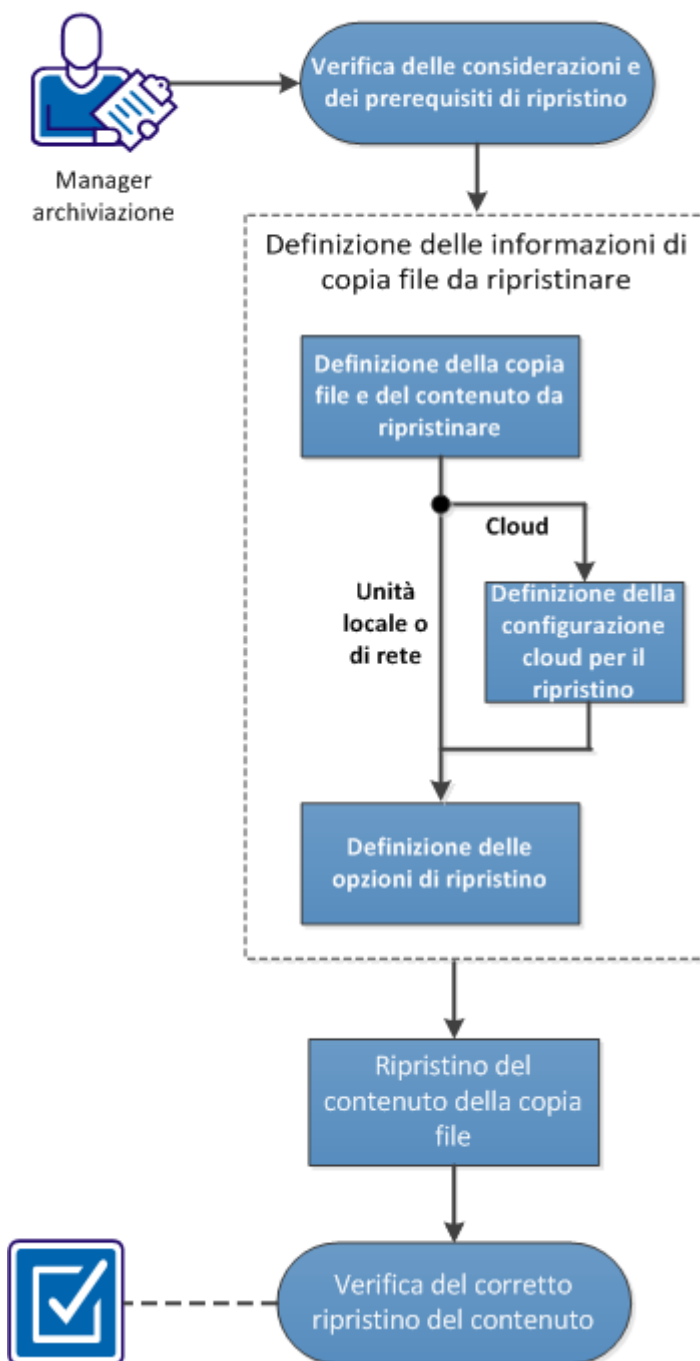 Verifica delle considerazioni e
dei prerequisiti di ripristino
Manager
archiviazione
Definizione delle informazioni di
copia file da ripristinare
Definizione della copia
file e del contenuto da
ripristinare
Cloud
Unità
locale o
di rete
Definizione della
configurazione
cloud per il
ripristino
Definizione delle
opzioni di ripristino
Ripristino del
contenuto della copia
file
Verifica del corretto
ripristino del contenuto